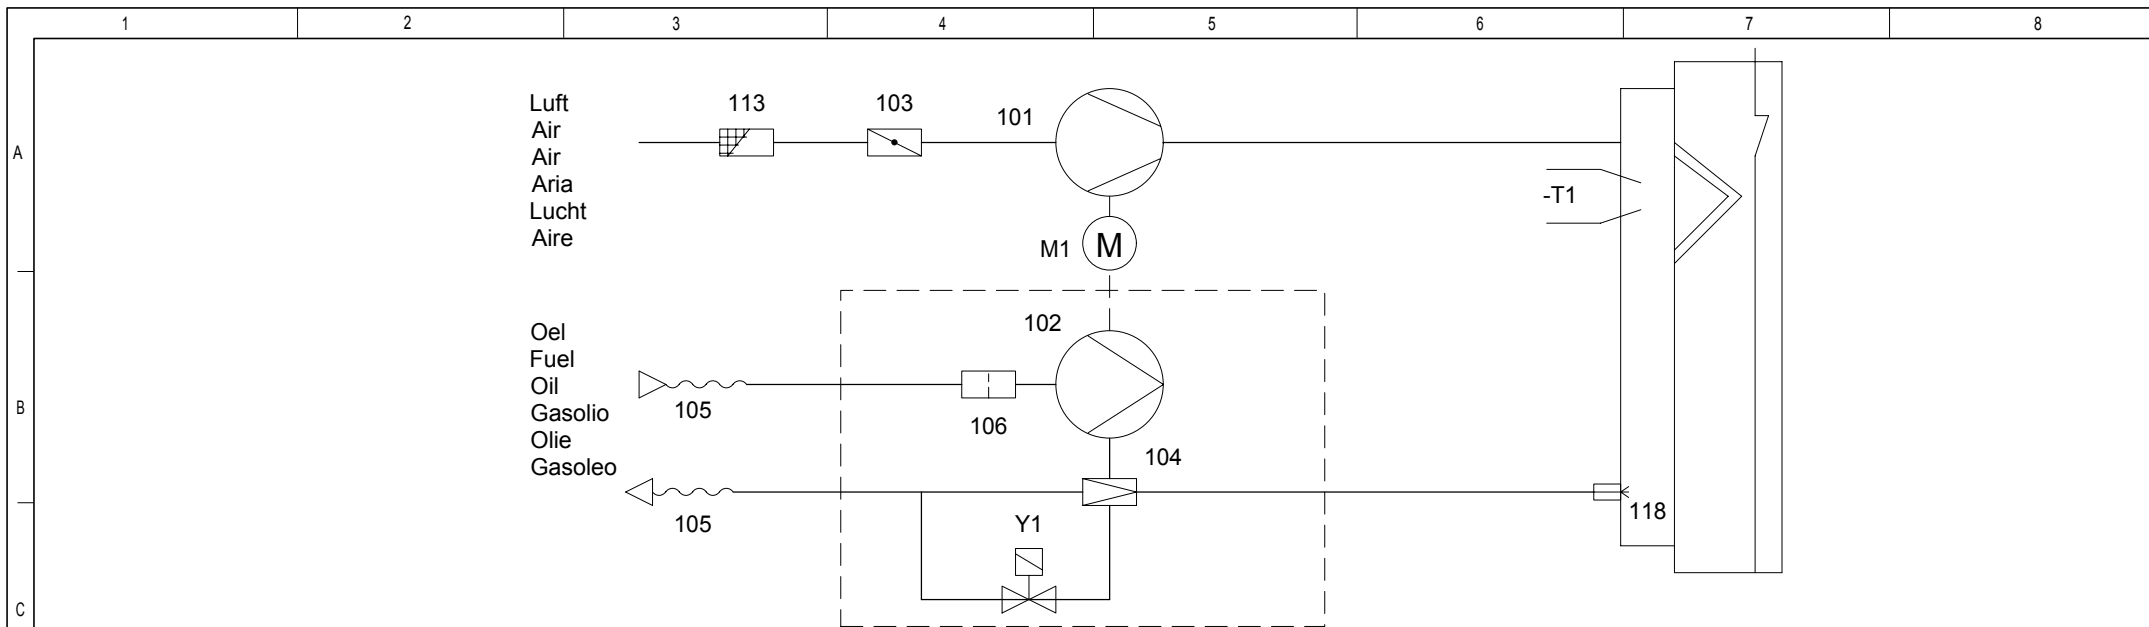 1 2 3 4 5 6 7 8
A
B
C
Luft
Air
Air
Aria
Lucht
Aire
113
103
101
-T1
M1
M
Oel
Fuel
Oil
Gasolio
Olie
Gasoleo
102
105
106
104
105
Y1
118